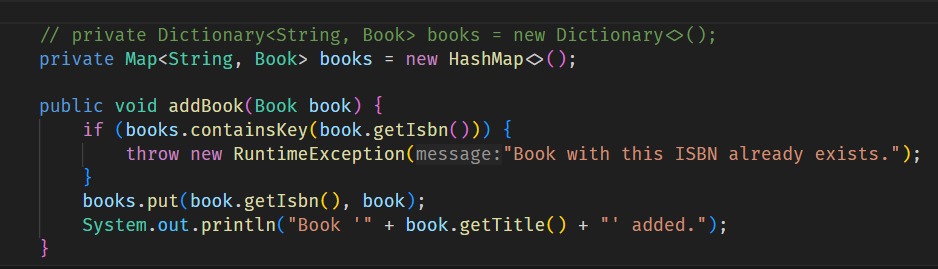 // private Dictionary<String, Book> books = new Dictionary<>();
private Map<String, Book> books = new HashMap<>();
public void addBook(Book book) {
if (books.containsKey(book.getIsbn())) {
throw new RuntimeException(message:"Book with this ISBN already exists.");
}
books.put(book.getIsbn(), book);
System.out.println("Book '" + book.getTitle() + "' added.");
}